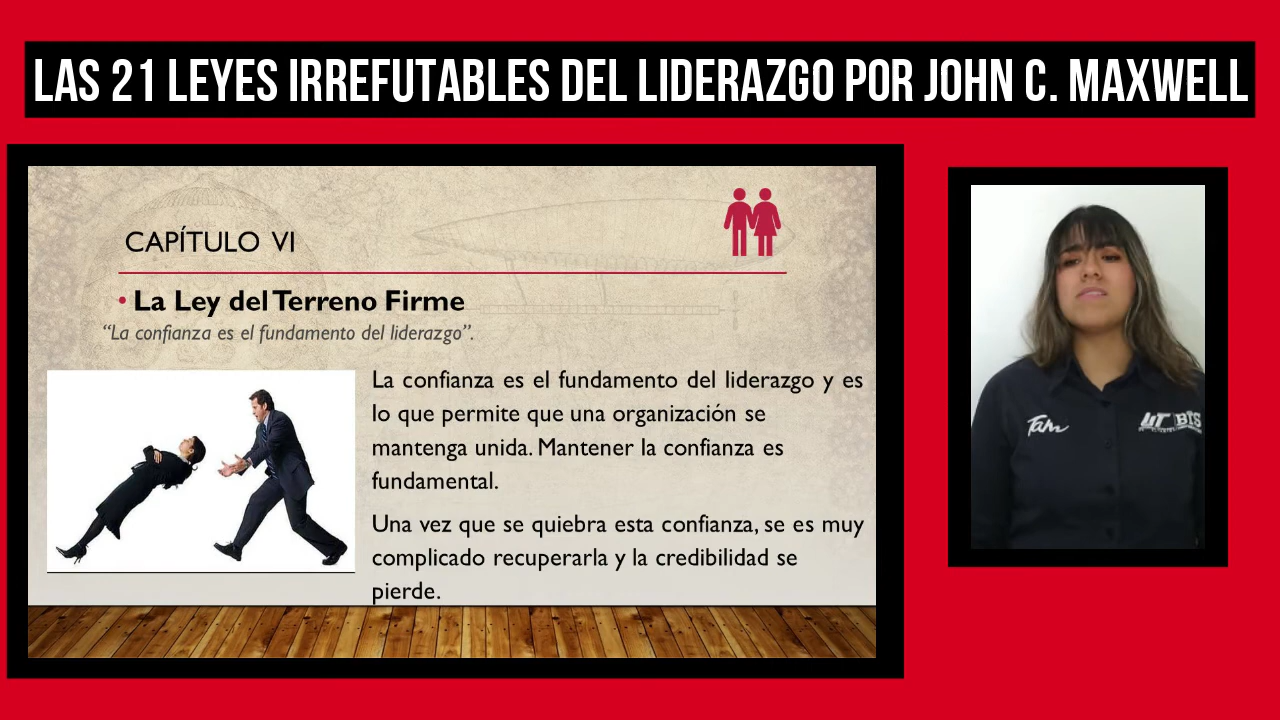 LAS 21 LEYES IRREFUTABLES DEL LIDERAZGO POR JOHN C. MAXWELL
CAPÍTULO VI
• La Ley del Terreno Firme
“La confianza es el fundamento del liderazgo”.
La confianza es el fundamento del liderazgo y es
lo que permite que una organización se
mantenga unida. Mantener la confianza es
fundamental.
Una vez que se quiebra esta confianza, se es muy
complicado recuperarla y la credibilidad se
pierde.
Tam
UT BIS